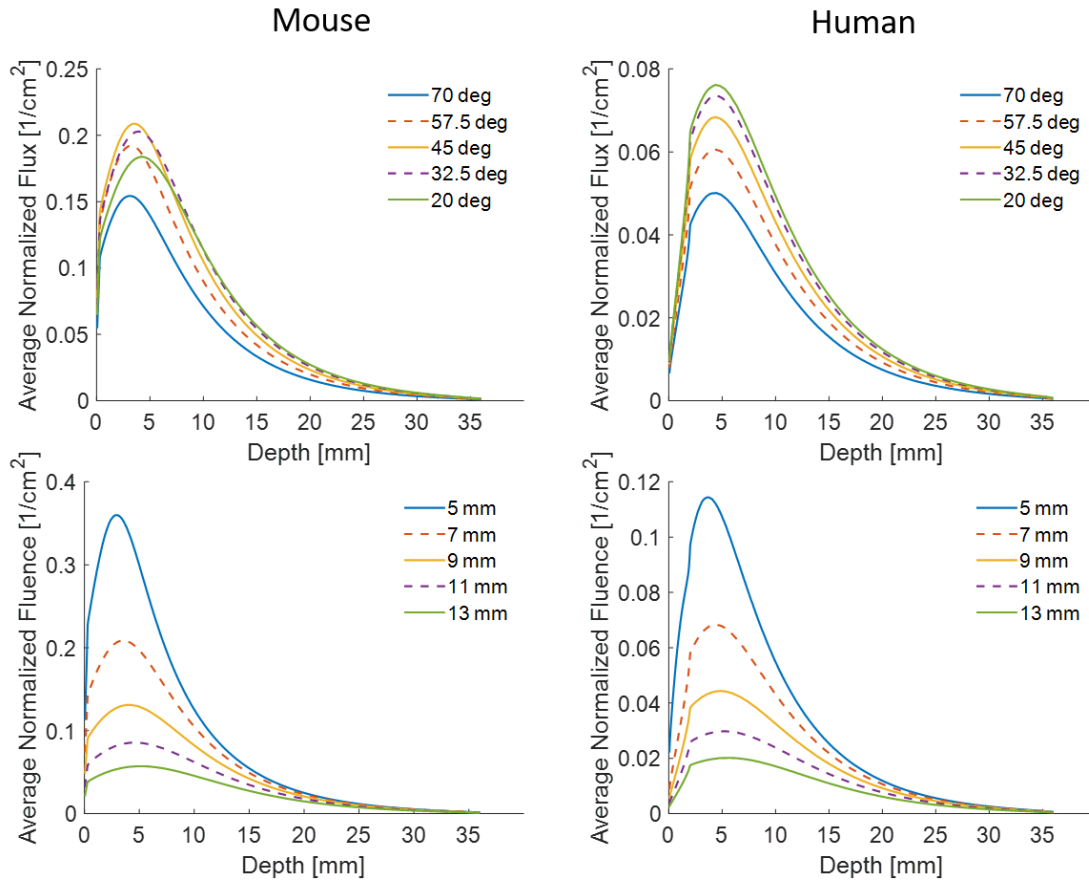 Mouse
Human
Average Normalized Flux [1/cm²]
0.25
0.2
0.15
0.1
0.05
0
0 5 10 15 20 25 30 35
Depth [mm]
70 deg
57.5 deg
45 deg
32.5 deg
20 deg
Average Normalized Flux [1/cm²]
0.08
0.06
0.04
0.02
0
0 5 10 15 20 25 30 35
Depth [mm]
70 deg
57.5 deg
45 deg
32.5 deg
20 deg
Average Normalized Fluence [1/cm²]
0.4
0.3
0.2
0.1
0
0 5 10 15 20 25 30 35
Depth [mm]
5 mm
7 mm
9 mm
11 mm
13 mm
Average Normalized Fluence [1/cm²]
0.12
0.1
0.08
0.06
0.04
0.02
0
0 5 10 15 20 25 30 35
Depth [mm]
5 mm
7 mm
9 mm
11 mm
13 mm